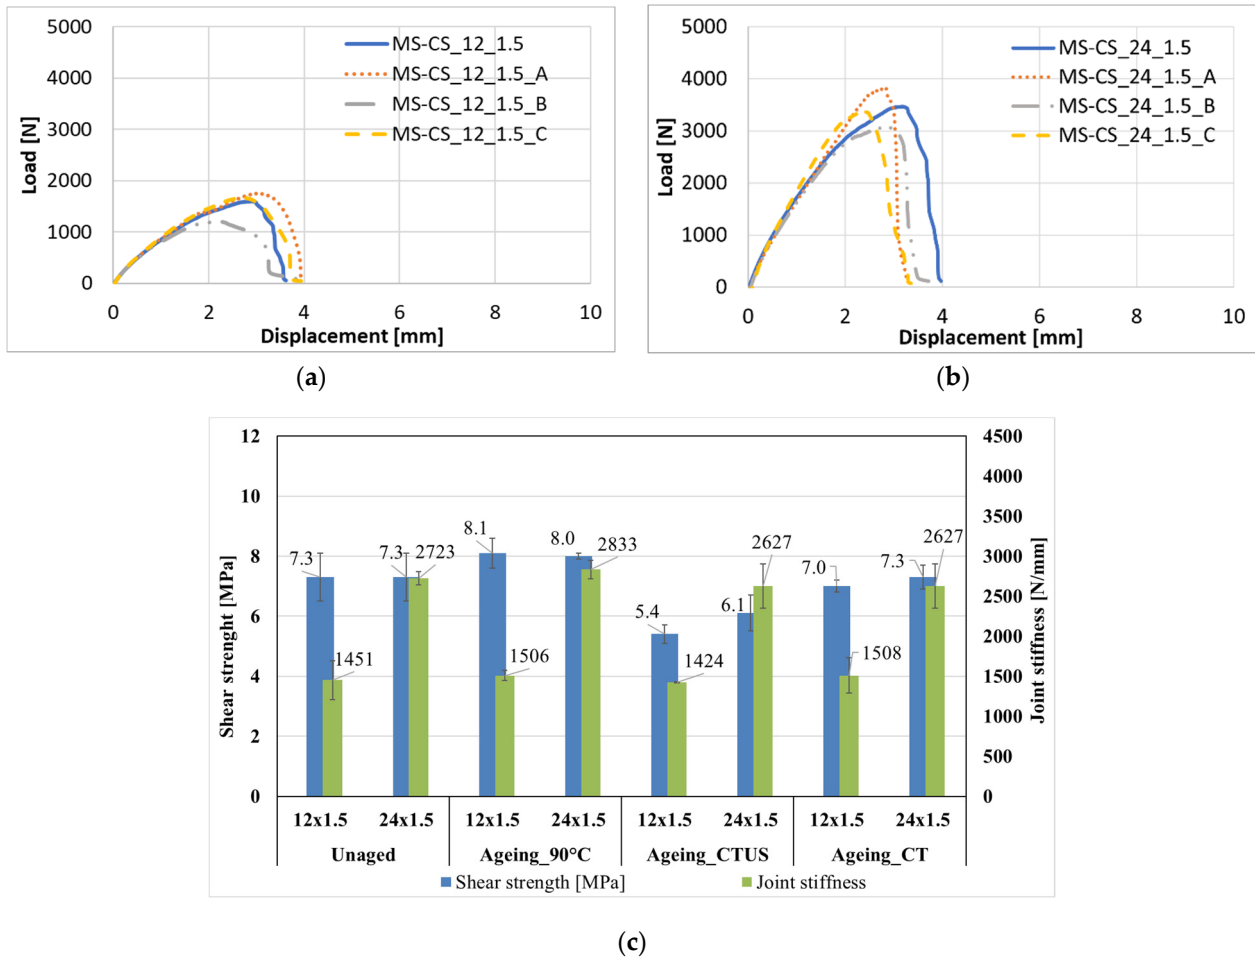 5000
4000
3000
2000
1000
0
Load [N]
0 2 4 6 8 10
Displacement [mm]
MS-CS_12_1.5
MS-CS_12_1.5_A
MS-CS_12_1.5_B
MS-CS_12_1.5_C
(a)
5000
4000
3000
2000
1000
0
Load [N]
0 2 4 6 8 10
Displacement [mm]
MS-CS_24_1.5
MS-CS_24_1.5_A
MS-CS_24_1.5_B
MS-CS_24_1.5_C
(b)
12
10
8
6
4
2
0
Shear strenght [MPa]
4500
4000
3500
3000
2500
2000
1500
1000
500
0
Joint stiffness [N/mm]
7.3
1451
7.3
2723
8.1
1506
8.0
2833
5.4
1424
6.1
2627
7.0
1508
7.3
2627
12x1.5 24x1.5 12x1.5 24x1.5 12x1.5 24x1.5 12x1.5 24x1.5
Unaged Ageing_90°C Ageing_CTUS Ageing_CT
Shear strength [MPa] Joint stiffness
(c)